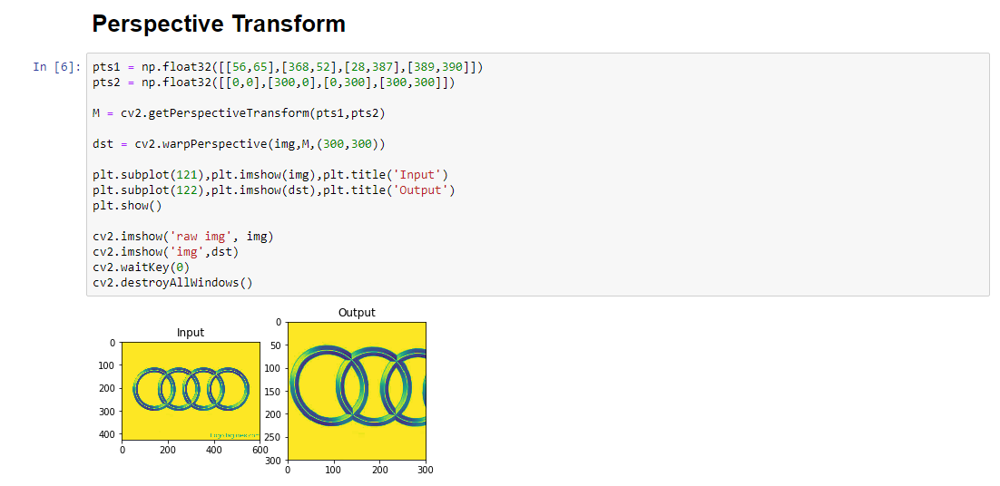 Perspective Transform
In [6]: pts1 = np.float32([[56,65],[368,52],[28,387],[389,390]])
pts2 = np.float32([[0,0],[300,0],[0,300],[300,300]])
M = cv2.getPerspectiveTransform(pts1,pts2)
dst = cv2.warpPerspective(img,M,(300,300))
plt.subplot(121),plt.imshow(img),plt.title('Input')
plt.subplot(122),plt.imshow(dst),plt.title('Output')
plt.show()
cv2.imshow('raw img', img)
cv2.imshow('img',dst)
cv2.waitKey(0)
cv2.destroyAllWindows()
Input
0
100
200
300
400
0 200 400 600
Output
0
50
100
150
200
250
300
0 100 200 300